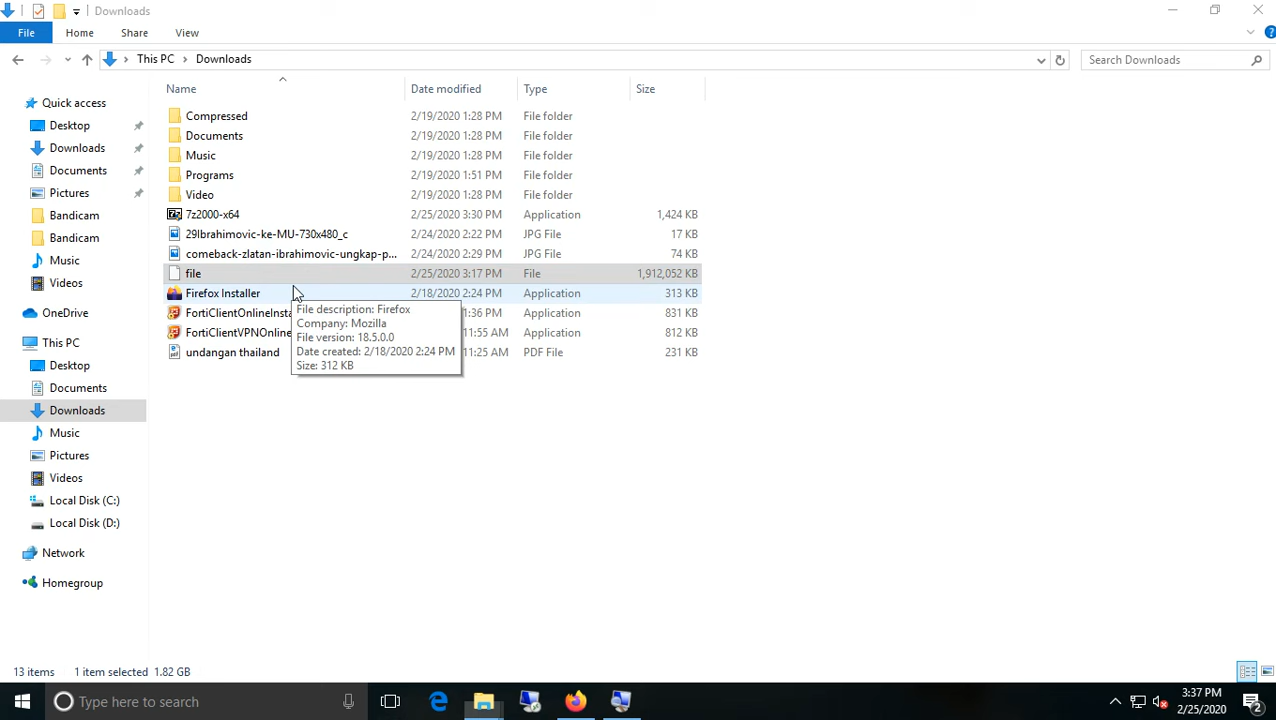 Downloads
File Home Share View
This PC Downloads Search Downloads
Name Date modified Type Size
Quick access
Desktop
Downloads
Documents
Pictures
Bandicam
Bandicam
Music
Videos
OneDrive
This PC
Desktop
Documents
Downloads
Music
Pictures
Videos
Local Disk (C:)
Local Disk (D:)
Network
Homegroup
Compressed 2/19/2020 1:28 PM File folder
Documents 2/19/2020 1:28 PM File folder
Music 2/19/2020 1:28 PM File folder
Programs 2/19/2020 1:51 PM File folder
Video 2/19/2020 1:28 PM File folder
7z2000-x64 2/25/2020 3:30 PM Application 1,424 KB
29Ibrahimovic-ke-MU-730x480_c 2/24/2020 2:22 PM JPG File 17 KB
comeback-zlatan-ibrahimovic-ungkap-p... 2/24/2020 2:29 PM JPG File 74 KB
file 2/25/2020 3:17 PM File 1,912,052 KB
Firefox Installer 2/18/2020 2:24 PM Application 313 KB
FortiClientOnlineInsta 1:36 PM Application 831 KB
FortiClientVPNOnline 11:55 AM Application 812 KB
undangan thailand 11:25 AM PDF File 231 KB
File description: Firefox
Company: Mozilla
File version: 18.5.0.0
Date created: 2/18/2020 2:24 PM
Size: 312 KB
13 items 1 item selected 1.82 GB
Type here to search
3:37 PM
2/25/2020
2